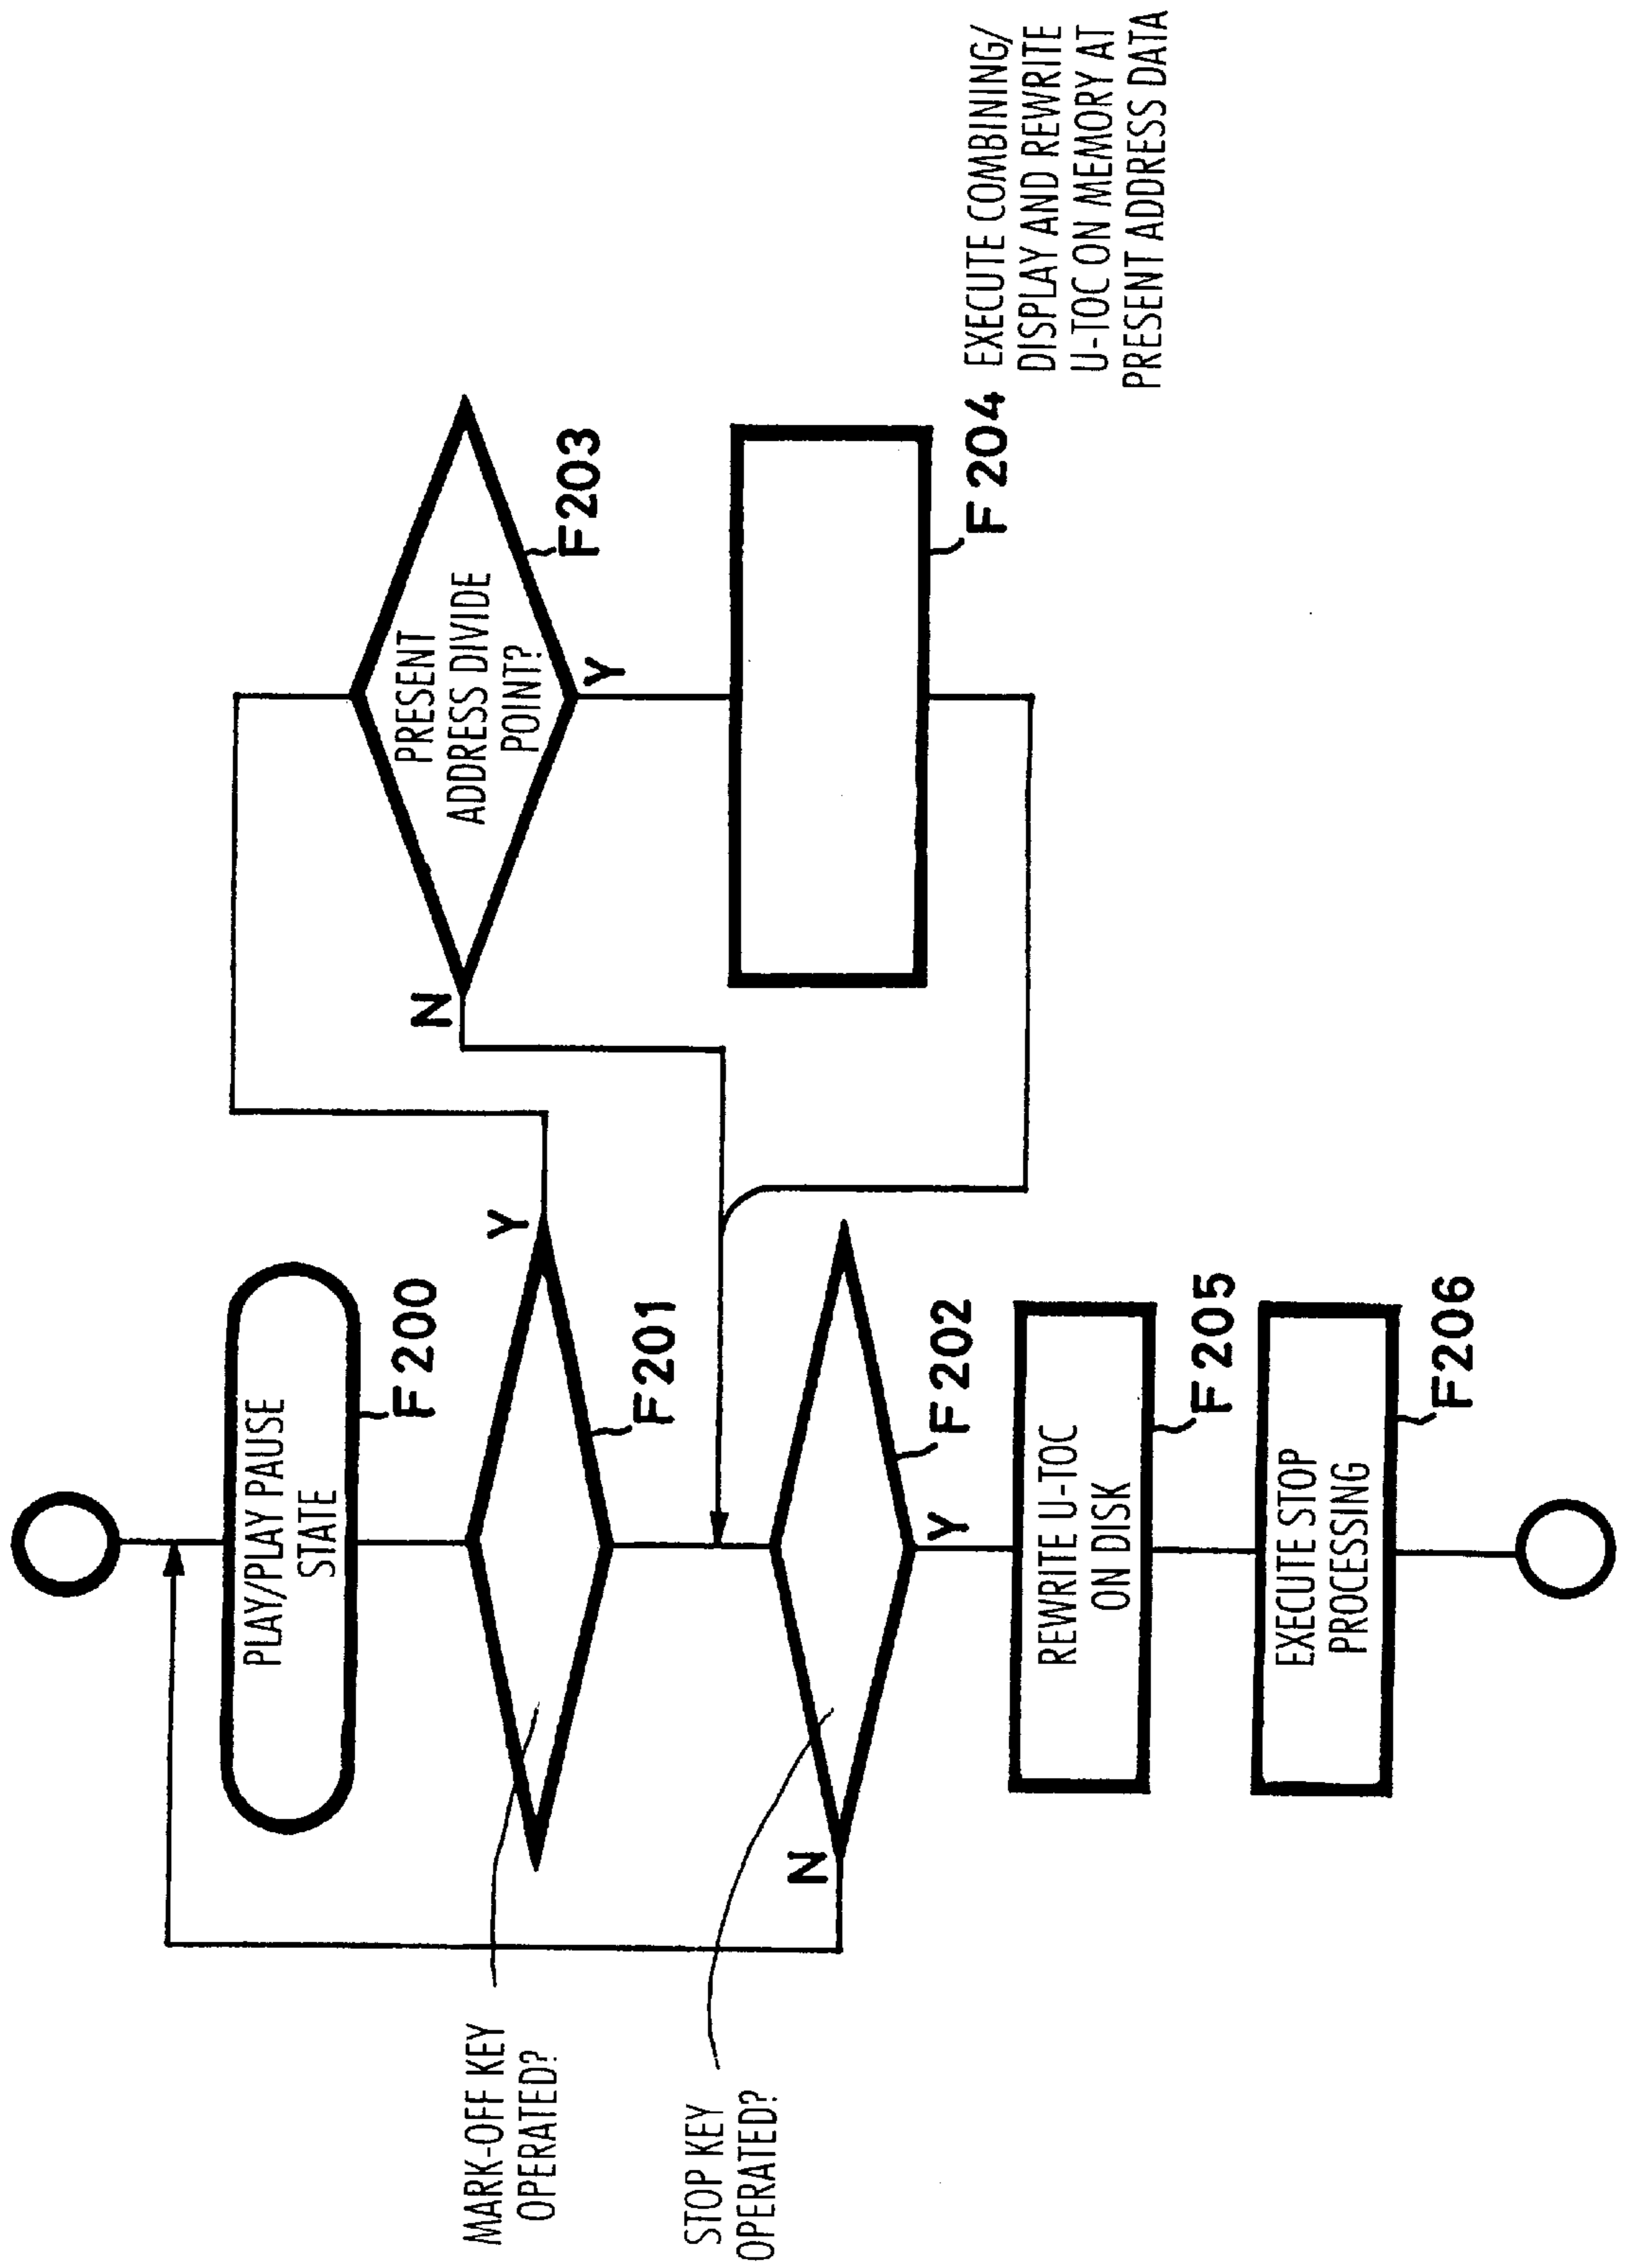 PLAY/PLAY PAUSE
STATE
F200
MARK-OFF KEY
OPERATED?
Y
F201
STOP KEY
OPERATED?
N
Y
F202
REWRITE U-TOC
ON DISK
F205
EXECUTE STOP
PROCESSING
F206
PRESENT
ADDRESS DIVIDE
POINT?
N
Y
F203
F204
EXECUTE COMBINING/
DISPLAY AND REWRITE
U-TOC ON MEMORY AT
PRESENT ADDRESS DATA